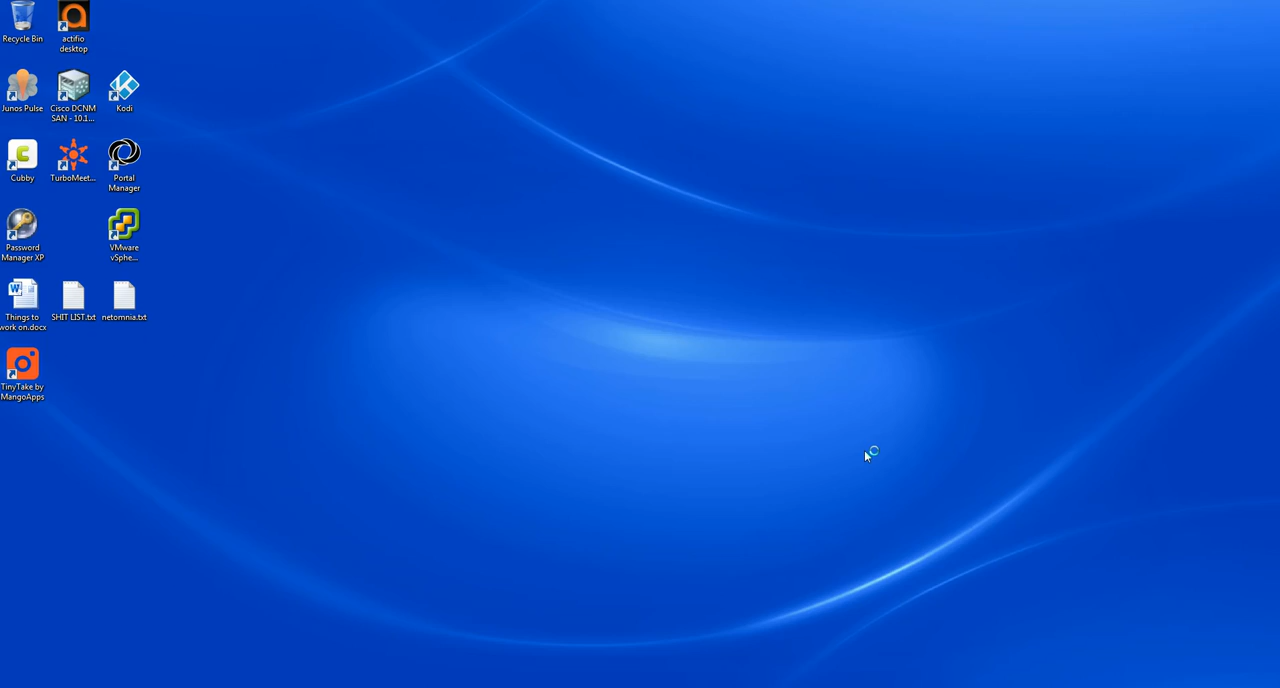 Recycle Bin
actifio
desktop
Junos Pulse
Cisco DCNM
SAN - 10.1...
Kodi
Cubby
TurboMeet...
Portal
Manager
Password
Manager XP
VMware
vSphe...
Things to
work on.docx
SHIT LIST.txt
netomnia.txt
TinyTake by
MangoApps